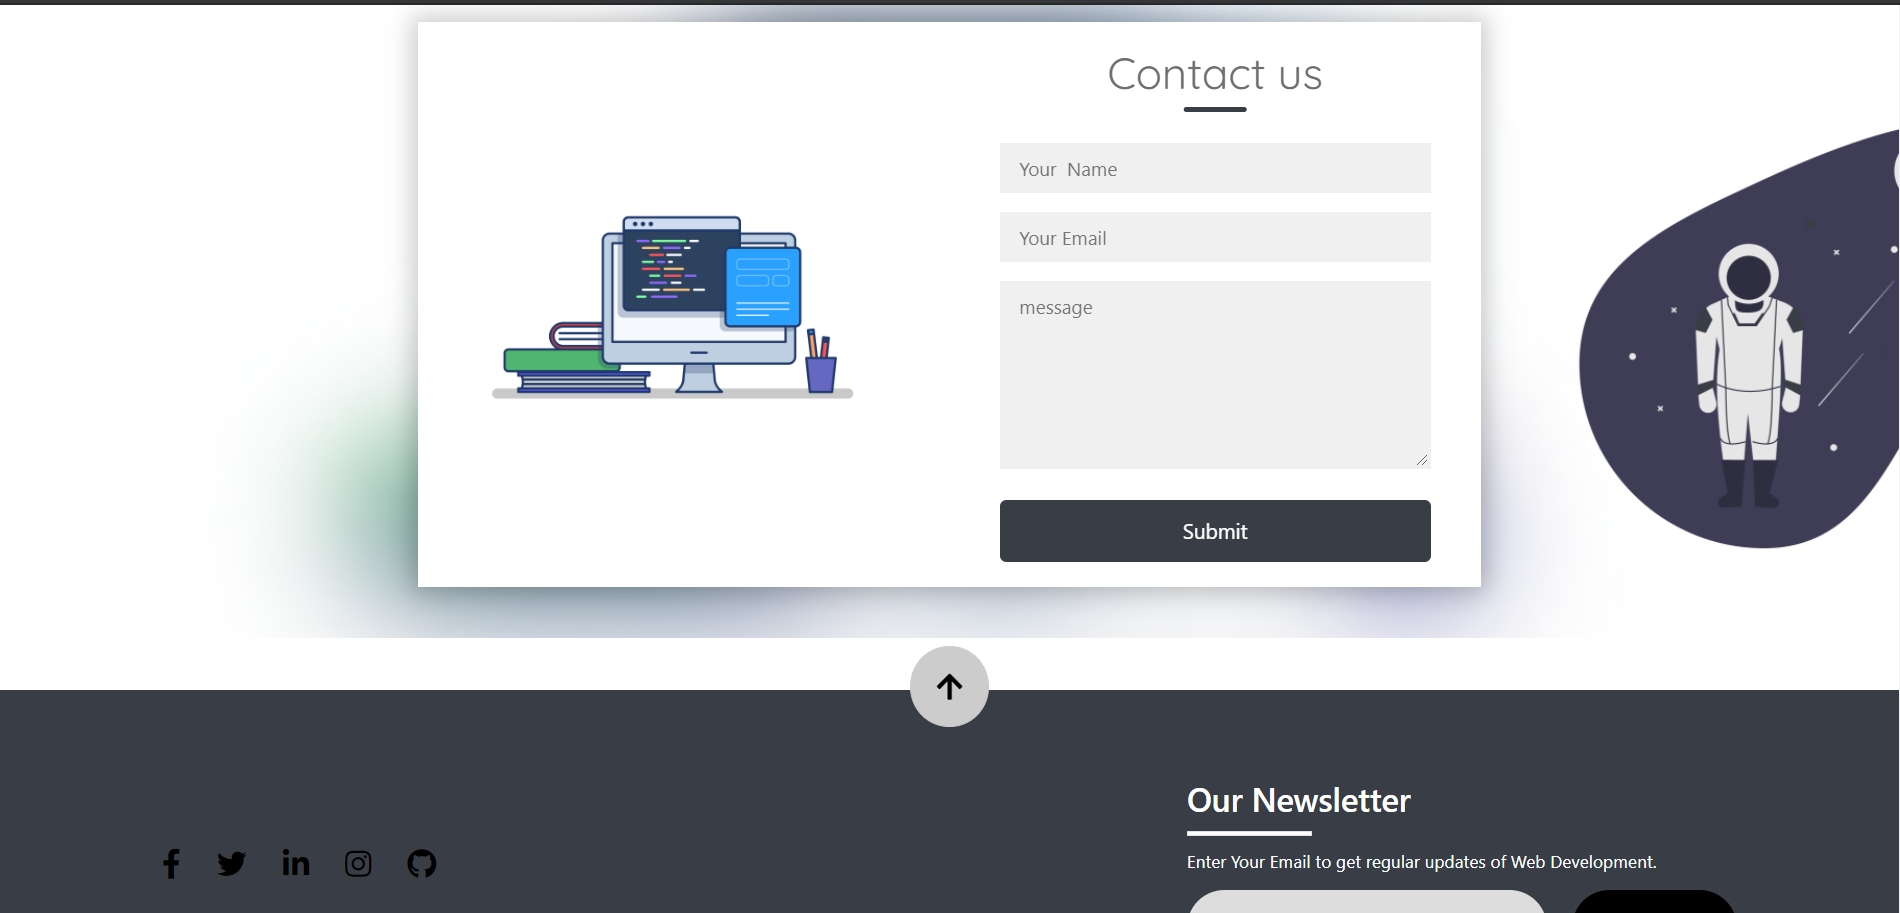 Contact us
Your  Name
Your Email
message
Submit
Our Newsletter
Enter Your Email to get regular updates of Web Development.